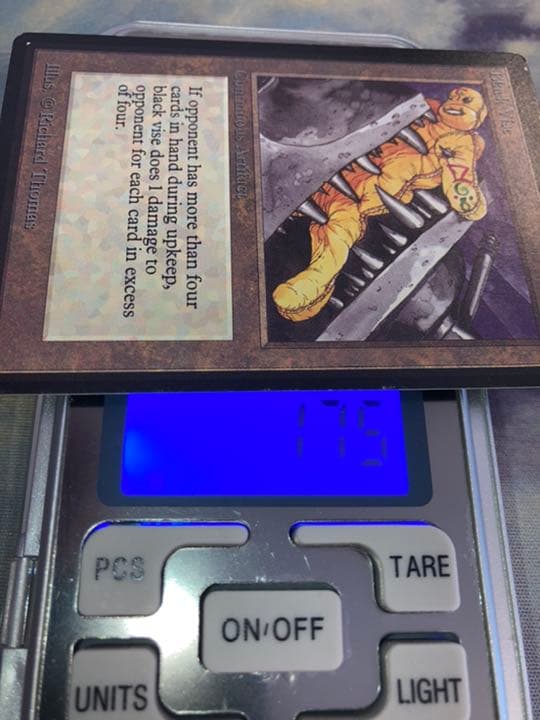 Black Vise
Continuous Artifact
If opponent has more than four
cards in hand during upkeep,
black vise does 1 damage to
opponent for each card in excess
of four.
Illus. © Richard Thomas
175
PCS
TARE
ON/OFF
UNITS
LIGHT